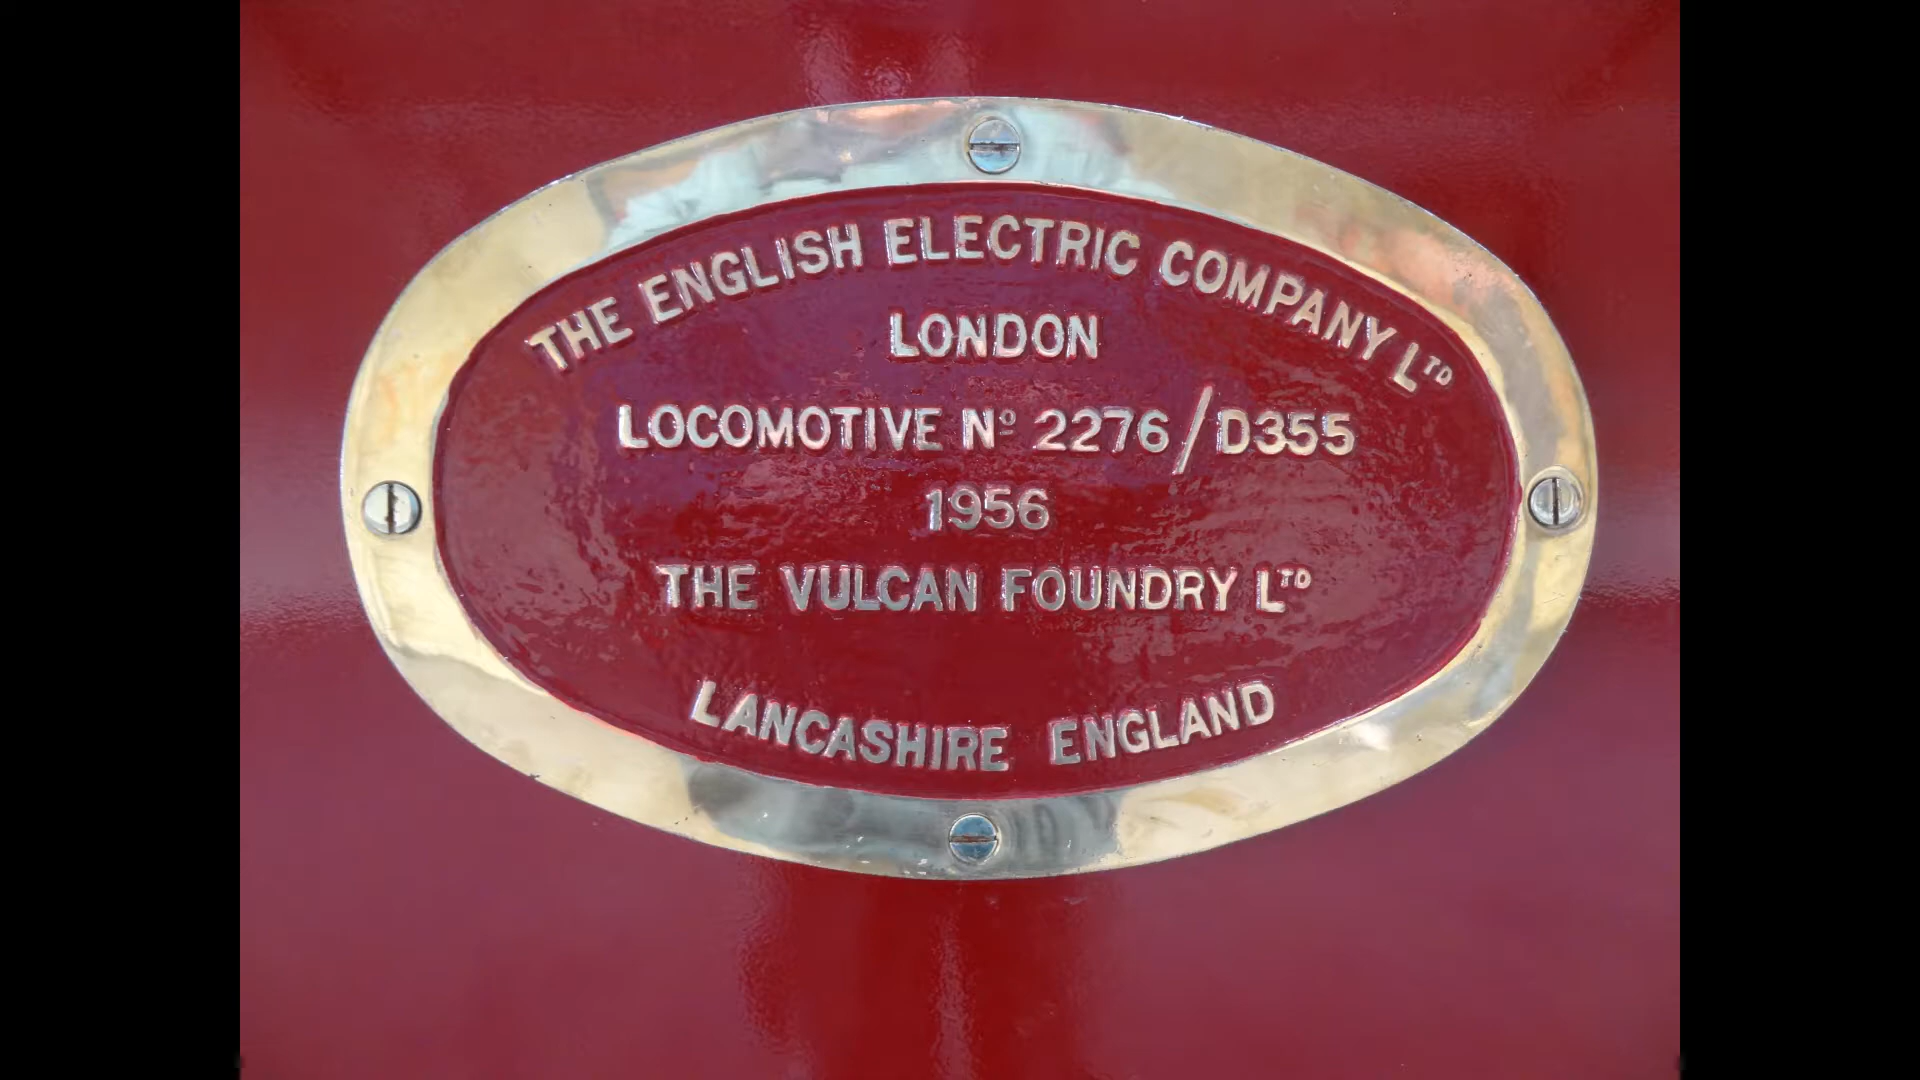 THE ENGLISH ELECTRIC COMPANY LTD
LONDON
LOCOMOTIVE Nº 2276/D355
1956
THE VULCAN FOUNDRY LTD
LANCASHIRE ENGLAND